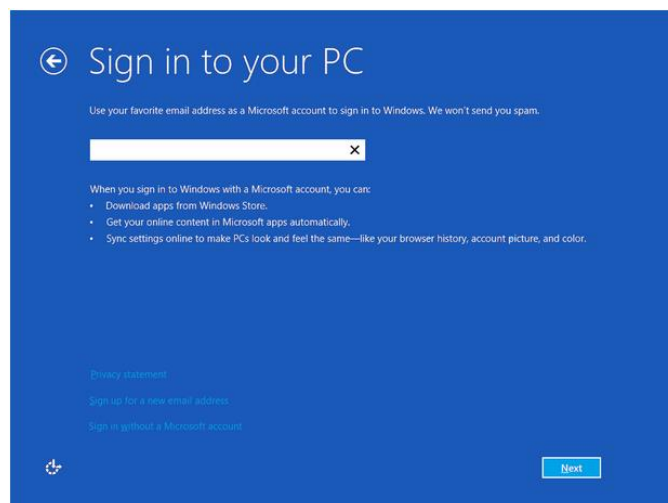 Sign in to your PC
Use your favorite email address as a Microsoft account to sign in to Windows. We won't send you spam.
When you sign in to Windows with a Microsoft account, you can:
• Download apps from Windows Store.
• Get your online content in Microsoft apps automatically.
• Sync settings online to make PCs look and feel the same—like your browser history, account picture, and color.
Privacy statement
Sign up for a new email address
Sign in without a Microsoft account
Next